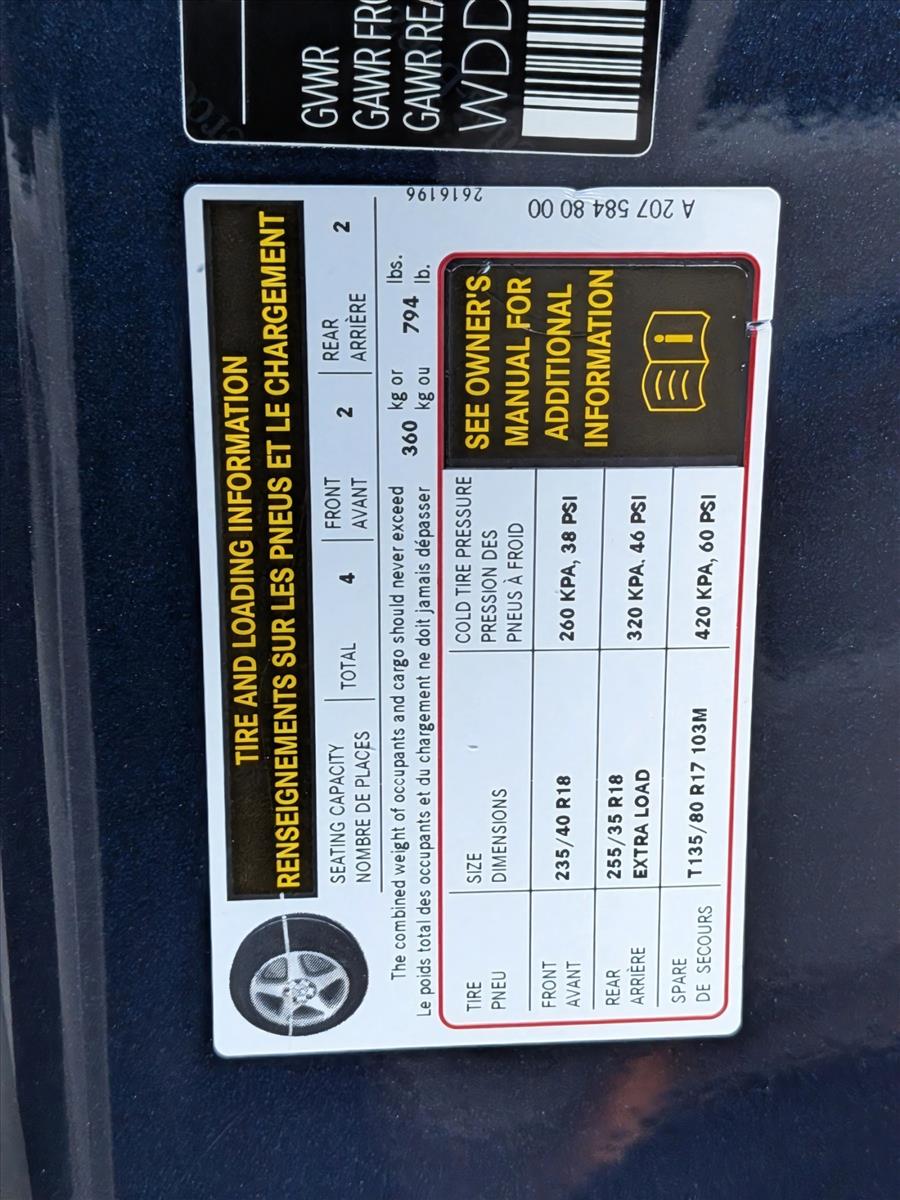 GVWR
GAWR FRO
GAWR REA
WDD
TIRE AND LOADING INFORMATION
RENSEIGNEMENTS SUR LES PNEUS ET LE CHARGEMENT
SEATING CAPACITY
NOMBRE DE PLACES
TOTAL 4
FRONT
AVANT
2
REAR
ARRIÈRE
2
The combined weight of occupants and cargo should never exceed
Le poids total des occupants et du chargement ne doit jamais dépasser
360 kg or 794 lbs.
kg ou lb.
TIRE SIZE COLD TIRE PRESSURE
PNEU DIMENSIONS PRESSION DES
PNEUS À FROID
FRONT
AVANT
235/40 R18 260 KPA, 38 PSI
REAR
ARRIÈRE
255/35 R18
EXTRA LOAD
320 KPA. 46 PSI
SPARE
DE SECOURS
T135/80 R17 103M 420 KPA, 60 PSI
SEE OWNER'S
MANUAL FOR
ADDITIONAL
INFORMATION
2616196
A 207 584 80 00